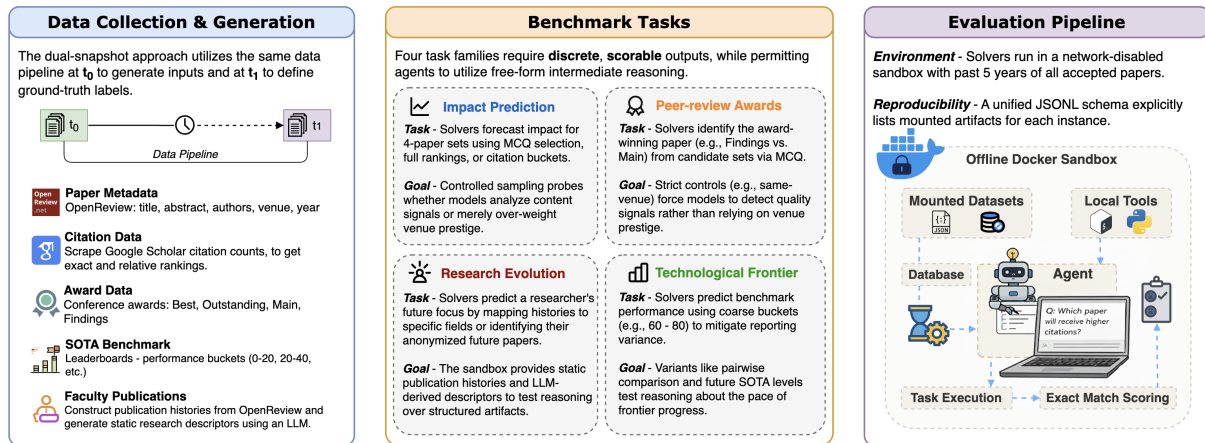 Data Collection & Generation
The dual-snapshot approach utilizes the same data
pipeline at t0 to generate inputs and at t1 to define
ground-truth labels.
t0
t1
Data Pipeline
Open
Review
.net
Paper Metadata
OpenReview: title, abstract, authors, venue, year
Citation Data
Scrape Google Scholar citation counts, to get
exact and relative rankings.
Award Data
Conference awards: Best, Outstanding, Main,
Findings
SOTA Benchmark
Leaderboards - performance buckets (0-20, 20-40,
etc.)
Faculty Publications
Construct publication histories from OpenReview and
generate static research descriptors using an LLM.
Benchmark Tasks
Four task families require discrete, scorable outputs, while permitting
agents to utilize free-form intermediate reasoning.
Impact Prediction
Task - Solvers forecast impact for
4-paper sets using MCQ selection,
full rankings, or citation buckets.
Goal - Controlled sampling probes
whether models analyze content
signals or merely over-weight
venue prestige.
Peer-review Awards
Task - Solvers identify the award-
winning paper (e.g., Findings vs.
Main) from candidate sets via MCQ.
Goal - Strict controls (e.g., same-
venue) force models to detect quality
signals rather than relying on venue
prestige.
Research Evolution
Task - Solvers predict a researcher's
future focus by mapping histories to
specific fields or identifying their
anonymized future papers.
Goal - The sandbox provides static
publication histories and LLM-
derived descriptors to test reasoning
over structured artifacts.
Technological Frontier
Task - Solvers predict benchmark
performance using coarse buckets
(e.g., 60 - 80) to mitigate reporting
variance.
Goal - Variants like pairwise
comparison and future SOTA levels
test reasoning about the pace of
frontier progress.
Evaluation Pipeline
Environment - Solvers run in a network-disabled
sandbox with past 5 years of all accepted papers.
Reproducibility - A unified JSONL schema explicitly
lists mounted artifacts for each instance.
Offline Docker Sandbox
Mounted Datasets
JSON
Local Tools
Database
Agent
Q: Which paper
will receive higher
citations?
Task Execution
Exact Match Scoring